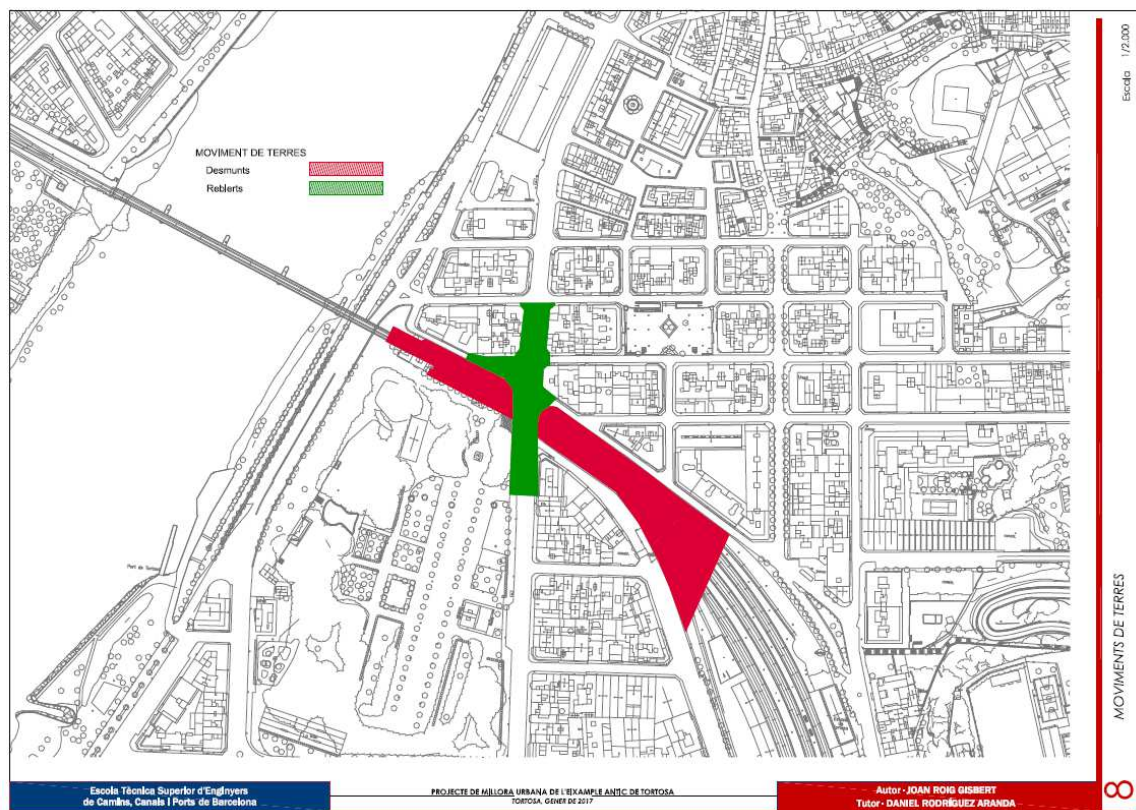 MOVIMENT DE TERRES
Desmunts
Reblerts
Port de Tortosa
Escala 1/2.000
MOVIMENTS DE TERRES
8
Escola Tècnica Superior d'Enginyers
de Camins, Canals i Ports de Barcelona
PROJECTE DE MILLORA URBANA DE L'EIXAMPLE ANTIC DE TORTOSA
TORTOSA, GENER DE 2017
Autor · JOAN ROIG GISBERT
Tutor · DANIEL RODRÍGUEZ ARANDA